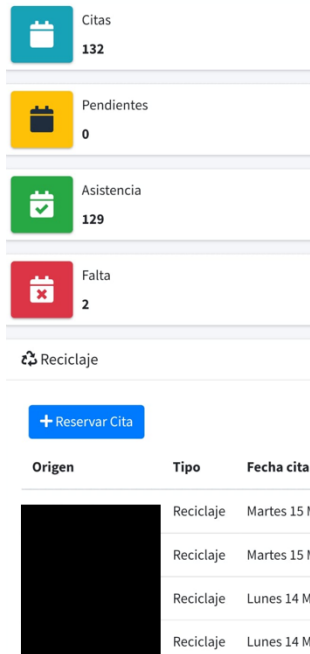 Citas
132
Pendientes
0
Asistencia
129
Falta
2
Reciclaje
+ Reservar Cita
Origen Tipo Fecha cita
Reciclaje Martes 15
Reciclaje Martes 15
Reciclaje Lunes 14
Reciclaje Lunes 14